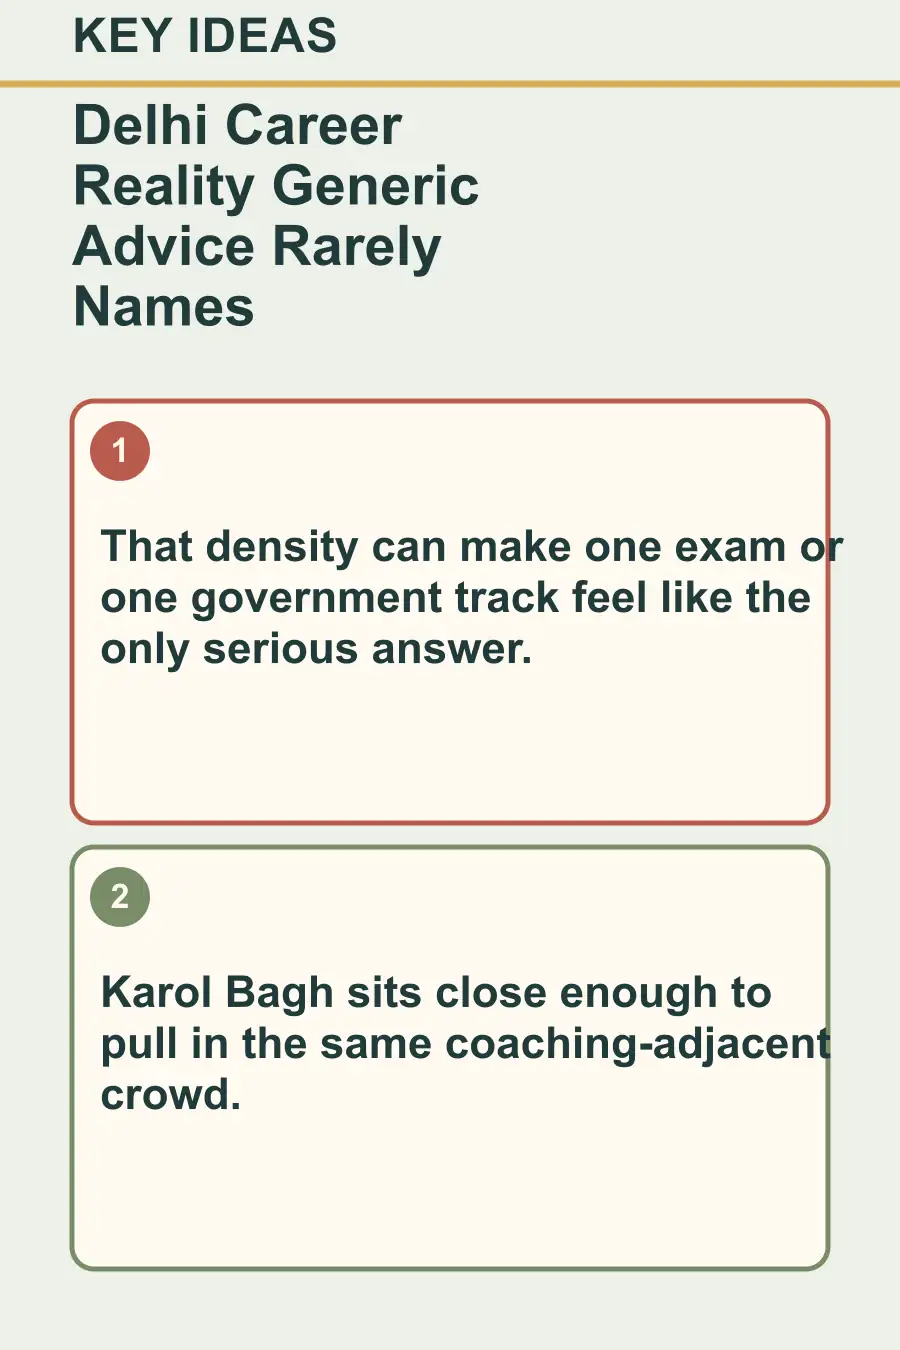 KEY IDEAS
Delhi Career
Reality Generic
Advice Rarely
Names
1
That density can make one exam or
one government track feel like the
only serious answer.
2
Karol Bagh sits close enough to
pull in the same coaching-adjacent
crowd.